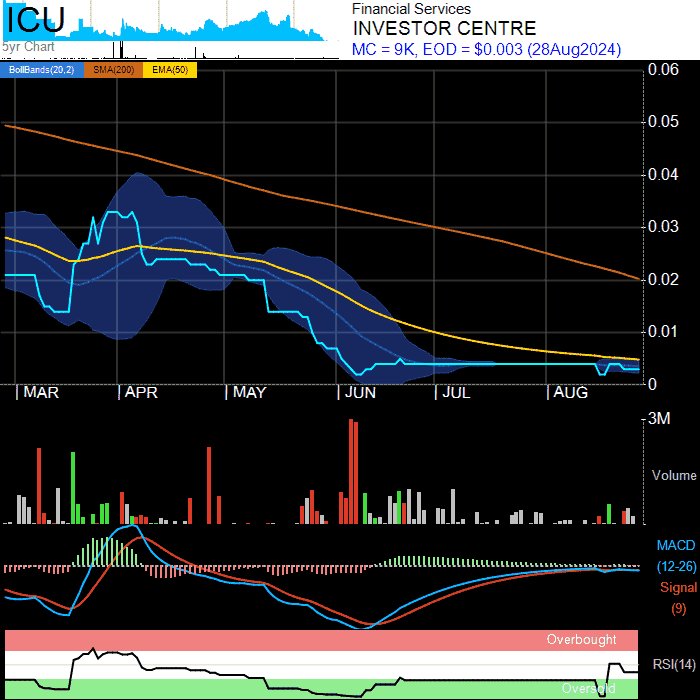 ICU
5yr Chart
Financial Services
INVESTOR CENTRE
MC = 9K, EOD = $0.003 (28Aug2024)
BollBands(20,2) SMA(200) EMA(50)
0.06
0.05
0.04
0.03
0.02
0.01
0
MAR APR MAY JUN JUL AUG
3M
Volume
MACD
(12-26)
Signal
(9)
Overbought
RSI(14)
Oversold